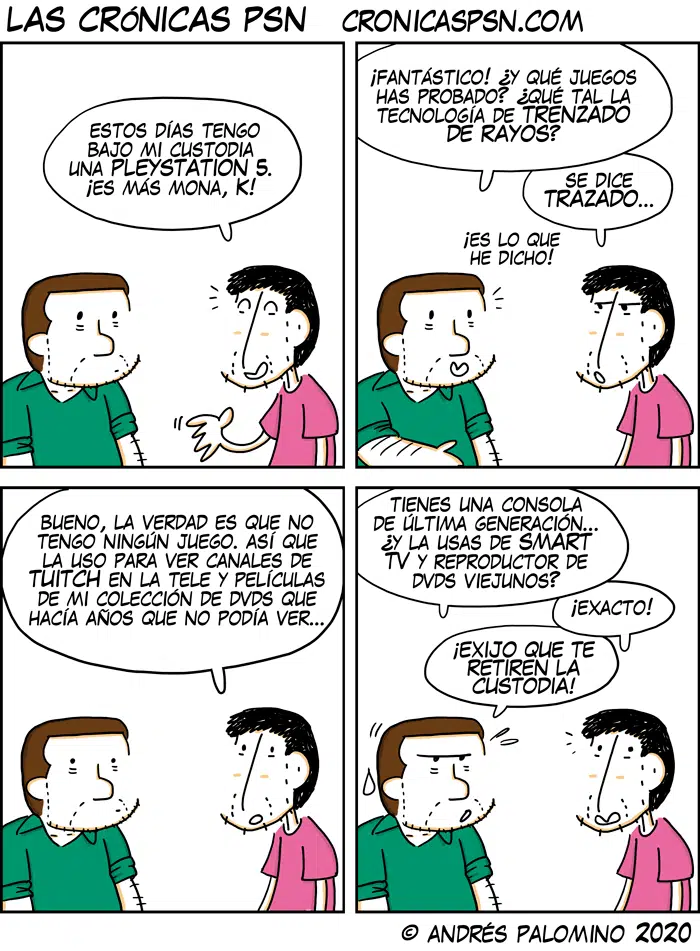 LAS CRÓNICAS PSN CRONICASPSN.COM
ESTOS DÍAS TENGO
BAJO MI CUSTODIA
UNA PLEYSTATION 5.
¡ES MÁS MONA, K!
¡FANTÁSTICO! ¿Y QUÉ JUEGOS
HAS PROBADO? ¿QUÉ TAL LA
TECNOLOGÍA DE TRENZADO
DE RAYOS?
SE DICE
TRAZADO...
¡ES LO QUE
HE DICHO!
BUENO, LA VERDAD ES QUE NO
TENGO NINGÚN JUEGO. ASÍ QUE
LA USO PARA VER CANALES DE
TUITCH EN LA TELE Y PELÍCULAS
DE MI COLECCIÓN DE DVDS QUE
HACÍA AÑOS QUE NO PODÍA VER...
TIENES UNA CONSOLA
DE ÚLTIMA GENERACIÓN...
¿Y LA USAS DE SMART
TV Y REPRODUCTOR DE
DVDS VIEJUNOS?
¡EXACTO!
¡EXIJO QUE TE
RETIREN LA
CUSTODIA!
© ANDRÉS PALOMINO 2020